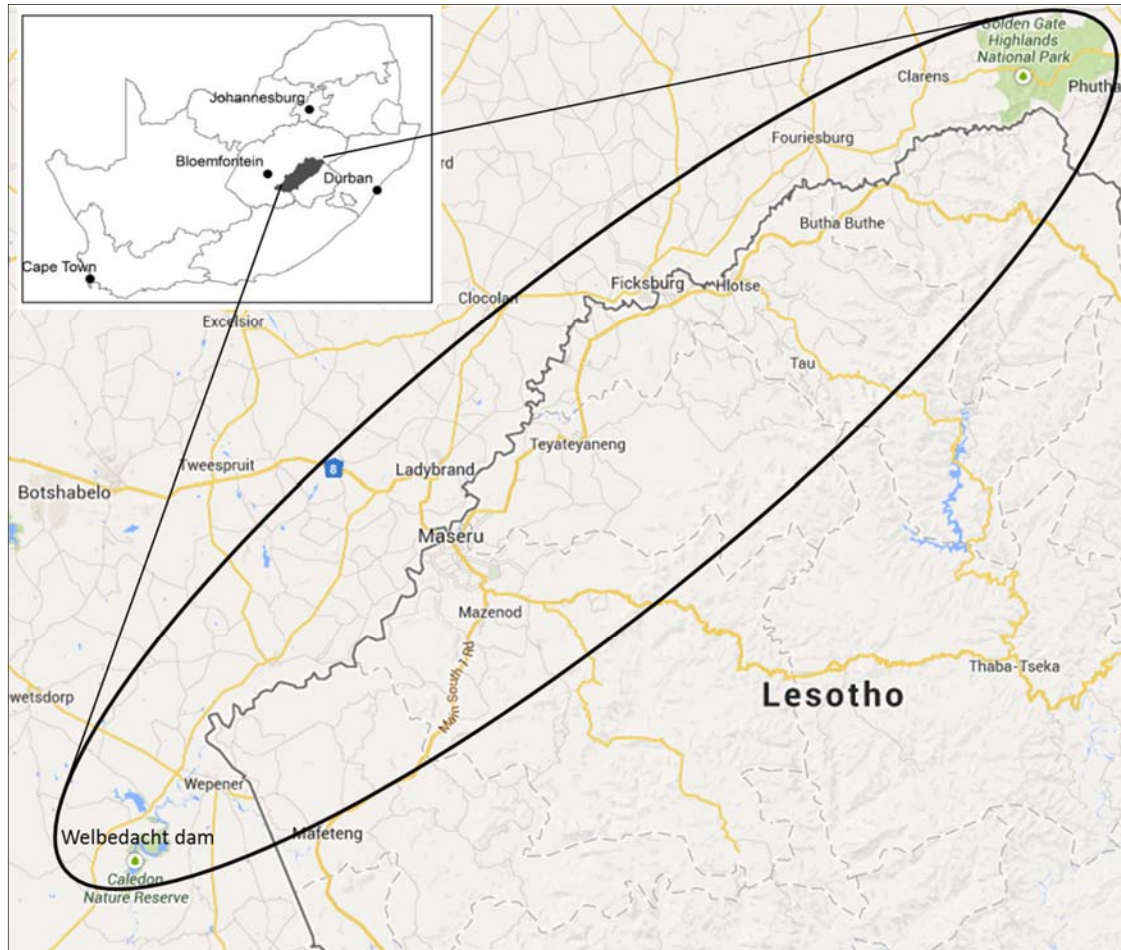 Johannesburg
Bloemfontein
Durban
Cape Town
Golden Gate
Highlands
National Park
Clarens
Phutha
Fouriesburg
rd
Butha Buthe
Ficksburg
Hlotse
Clocolan
Excelsior
Tau
Teyateyaneng
Tweespruit
8
Ladybrand
Botshabelo
Maseru
Mazenod
Thaba-Tseka
Lesotho
ewetsdorp
Main South 1 Rd
Wepener
Mafeteng
Welbedacht dam
Caledon
Nature Reserve